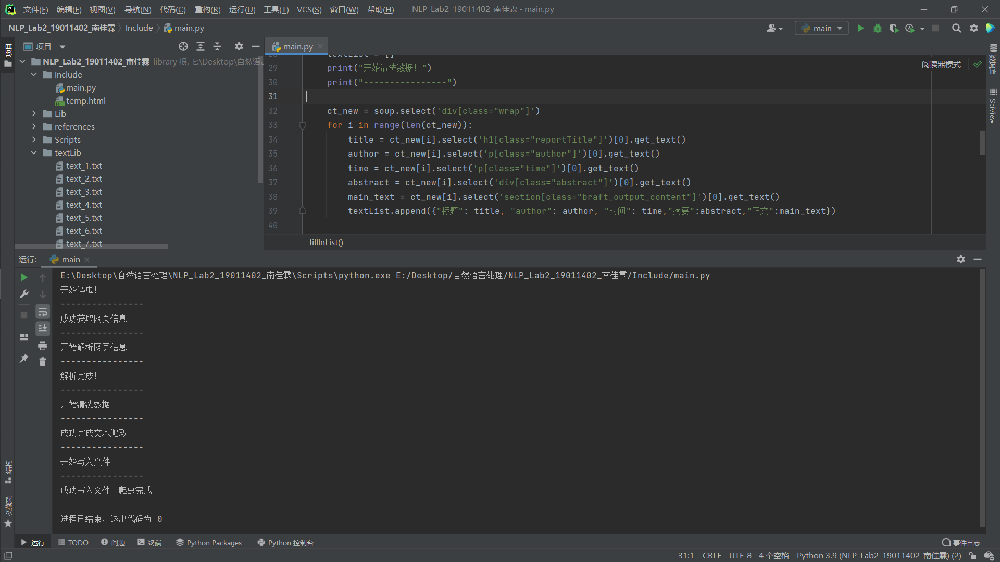 文件(F) 编辑(E) 视图(V) 导航(N) 代码(C) 重构(R) 运行(U) 工具(T) VCS(S) 窗口(W) 帮助(H) NLP_Lab2_19011402_南佳霖 - main.py
NLP_Lab2_19011402_南佳霖 Include main.py
main
项目
项目
NLP_Lab2_19011402_南佳霖 library 根, E:\Desktop\自然语言
Include
main.py
temp.html
Lib
references
Scripts
textLib
text_1.txt
text_2.txt
text_3.txt
text_4.txt
text_5.txt
text_6.txt
text_7.txt
main.py
28 textList = []
29 print("开始清洗数据! ")
30 print("----------------")
31
32 ct_new = soup.select('div[class="wrap"]')
33 for i in range(len(ct_new)):
34 title = ct_new[i].select('h1[class="reportTitle"]')[0].get_text()
35 author = ct_new[i].select('p[class="author"]')[0].get_text()
36 time = ct_new[i].select('p[class="time"]')[0].get_text()
37 abstract = ct_new[i].select('div[class="abstract"]')[0].get_text()
38 main_text = ct_new[i].select('section[class="braft_output_content"]')[0].get_text()
39 textList.append({"标题": title, "author": author, "时间": time,"摘要":abstract,"正文":main_text})
40
阅读器模式
数据库
SciView
fillInList()
运行: main
E:\Desktop\自然语言处理\NLP_Lab2_19011402_南佳霖\Scripts\python.exe E:/Desktop/自然语言处理/NLP_Lab2_19011402_南佳霖/Include/main.py
开始爬虫!
----------------
成功获取网页信息!
----------------
开始解析网页信息
----------------
解析完成!
----------------
开始清洗数据!
----------------
成功完成文本爬取!
----------------
开始写入文件!
----------------
成功写入文件! 爬虫完成!
进程已结束，退出代码为 0
结构
收藏夹
运行 TODO 问题 终端 Python Packages Python 控制台 事件日志
31:1 CRLF UTF-8 4 个空格 Python 3.9 (NLP_Lab2_19011402_南佳霖) (2)